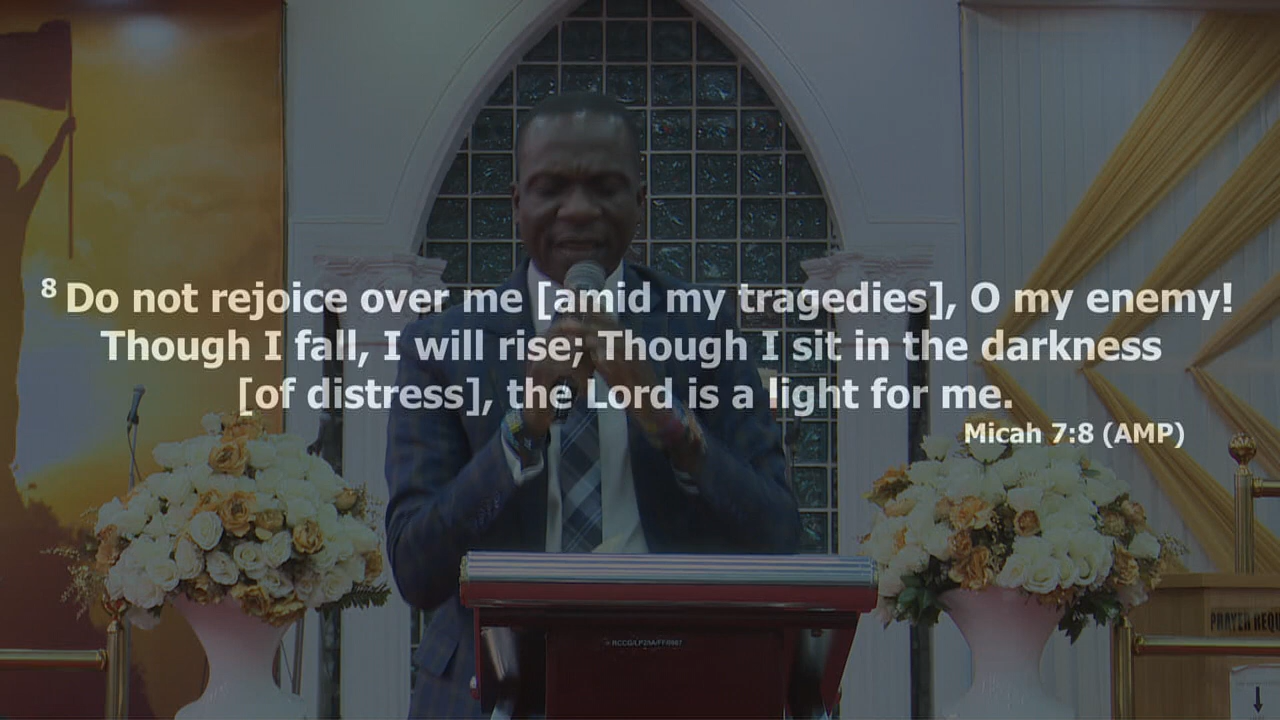 8 Do not rejoice over me [amid my tragedies], O my enemy!
Though I fall, I will rise; Though I sit in the darkness
[of distress], the Lord is a light for me.
Micah 7:8 (AMP)
PRAYER REQU